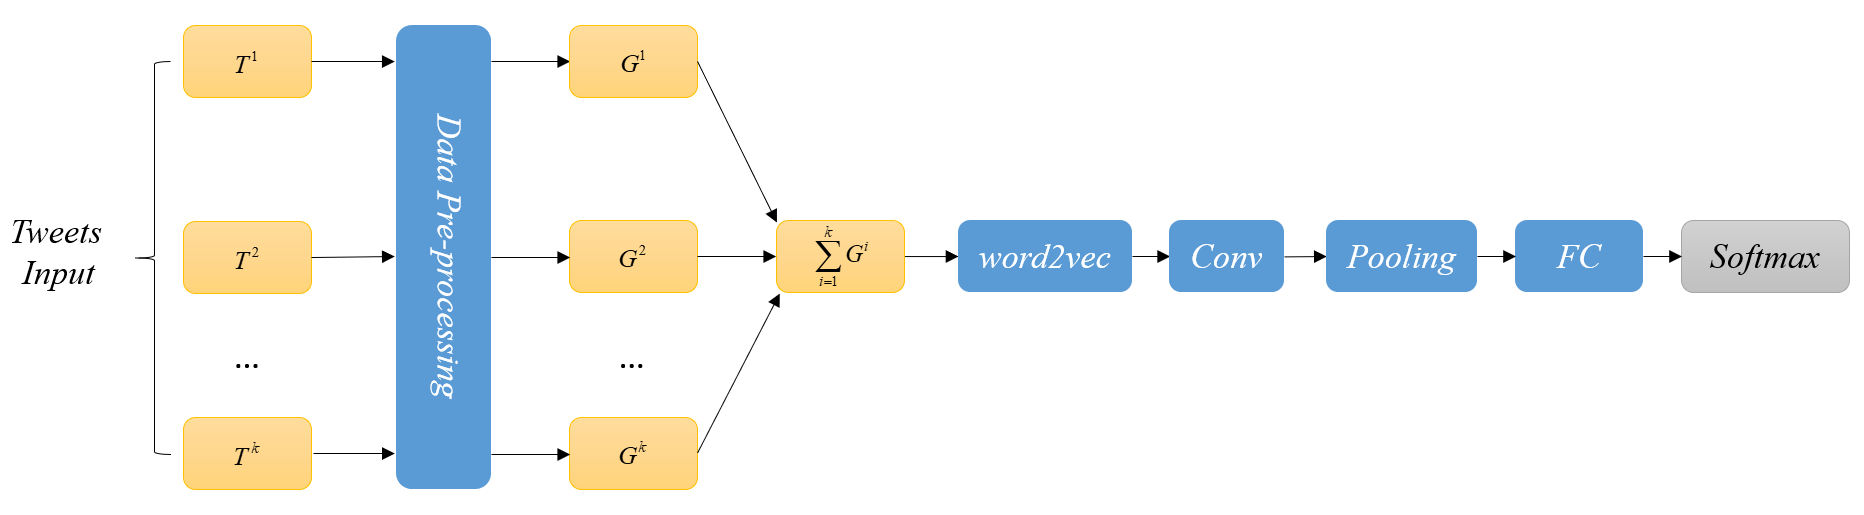 Tweets
Input
T^1
T^2
...
T^k
Data Pre-processing
G^1
G^2
...
G^k
\sum_{i=1}^{k} G^i
word2vec
Conv
Pooling
FC
Softmax